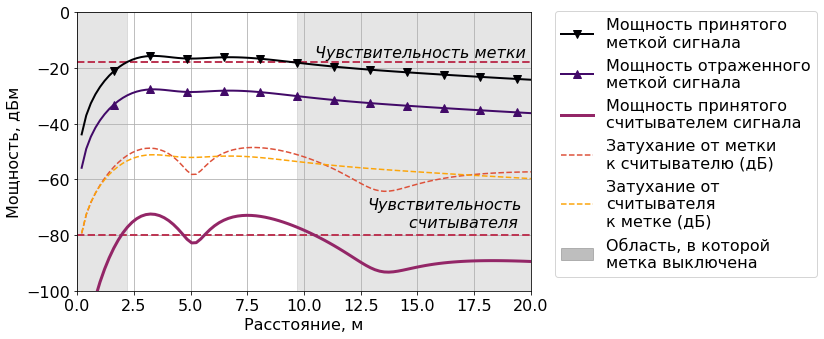 0
−20
−40
−60
−80
−100
Мощность, дБм
0.0 2.5 5.0 7.5 10.0 12.5 15.0 17.5 20.0
Расстояние, м
Чувствительность метки
Чувствительность
считывателя
Мощность принятого
меткой сигнала
Мощность отраженного
меткой сигнала
Мощность принятого
считывателем сигнала
Затухание от метки
к считывателю (дБ)
Затухание от
считывателя
к метке (дБ)
Область, в которой
метка выключена